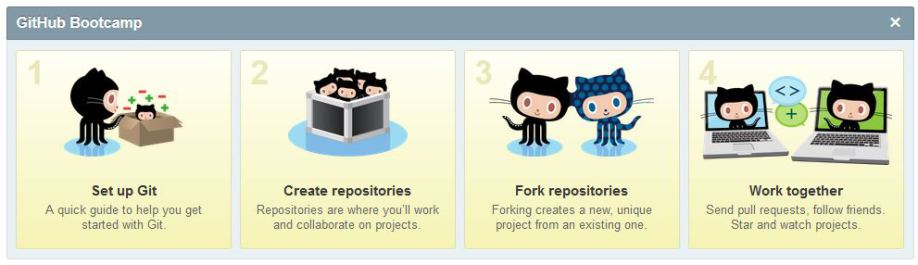 GitHub Bootcamp ×
1
Set up Git
A quick guide to help you get
started with Git.
2
Create repositories
Repositories are where you'll work
and collaborate on projects.
3
Fork repositories
Forking creates a new, unique
project from an existing one.
4
<>
+
Work together
Send pull requests, follow friends.
Star and watch projects.